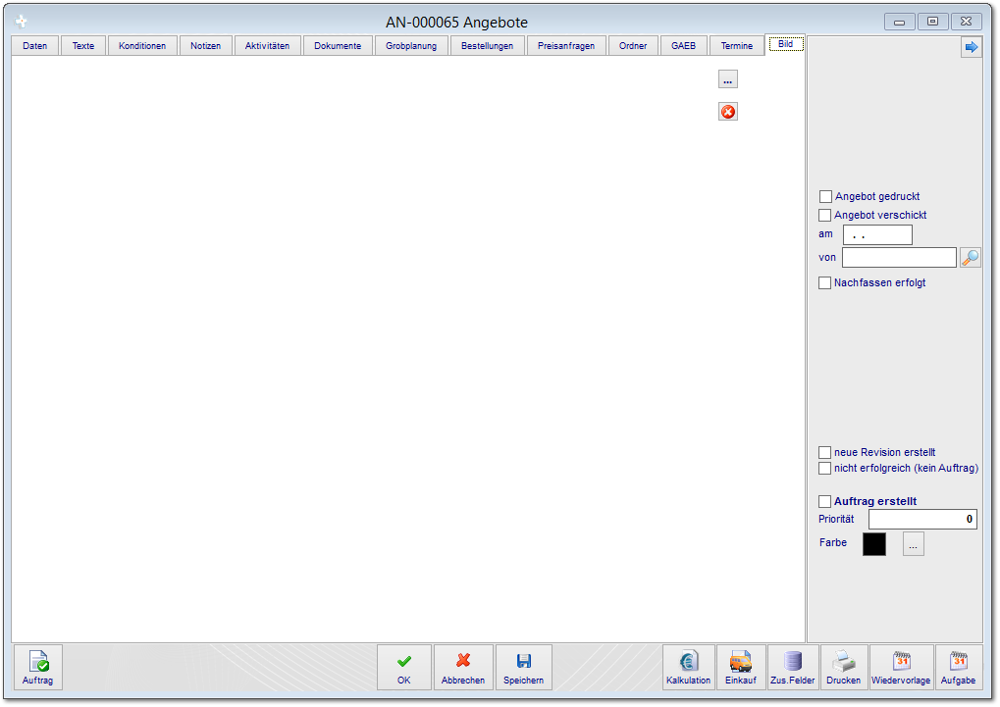 AN-000065 Angebote
Daten Texte Konditionen Notizen Aktivitäten Dokumente Grobplanung Bestellungen Preisanfragen Ordner GAEB Termine Bild
...
Angebot gedruckt
Angebot verschickt
am . .
von
Nachfassen erfolgt
neue Revision erstellt
nicht erfolgreich (kein Auftrag)
Auftrag erstellt
Priorität 0
Farbe ...
31 31
Auftrag OK Abbrechen Speichern Kalkulation Einkauf Zus.Felder Drucken Wiedervorlage Aufgabe